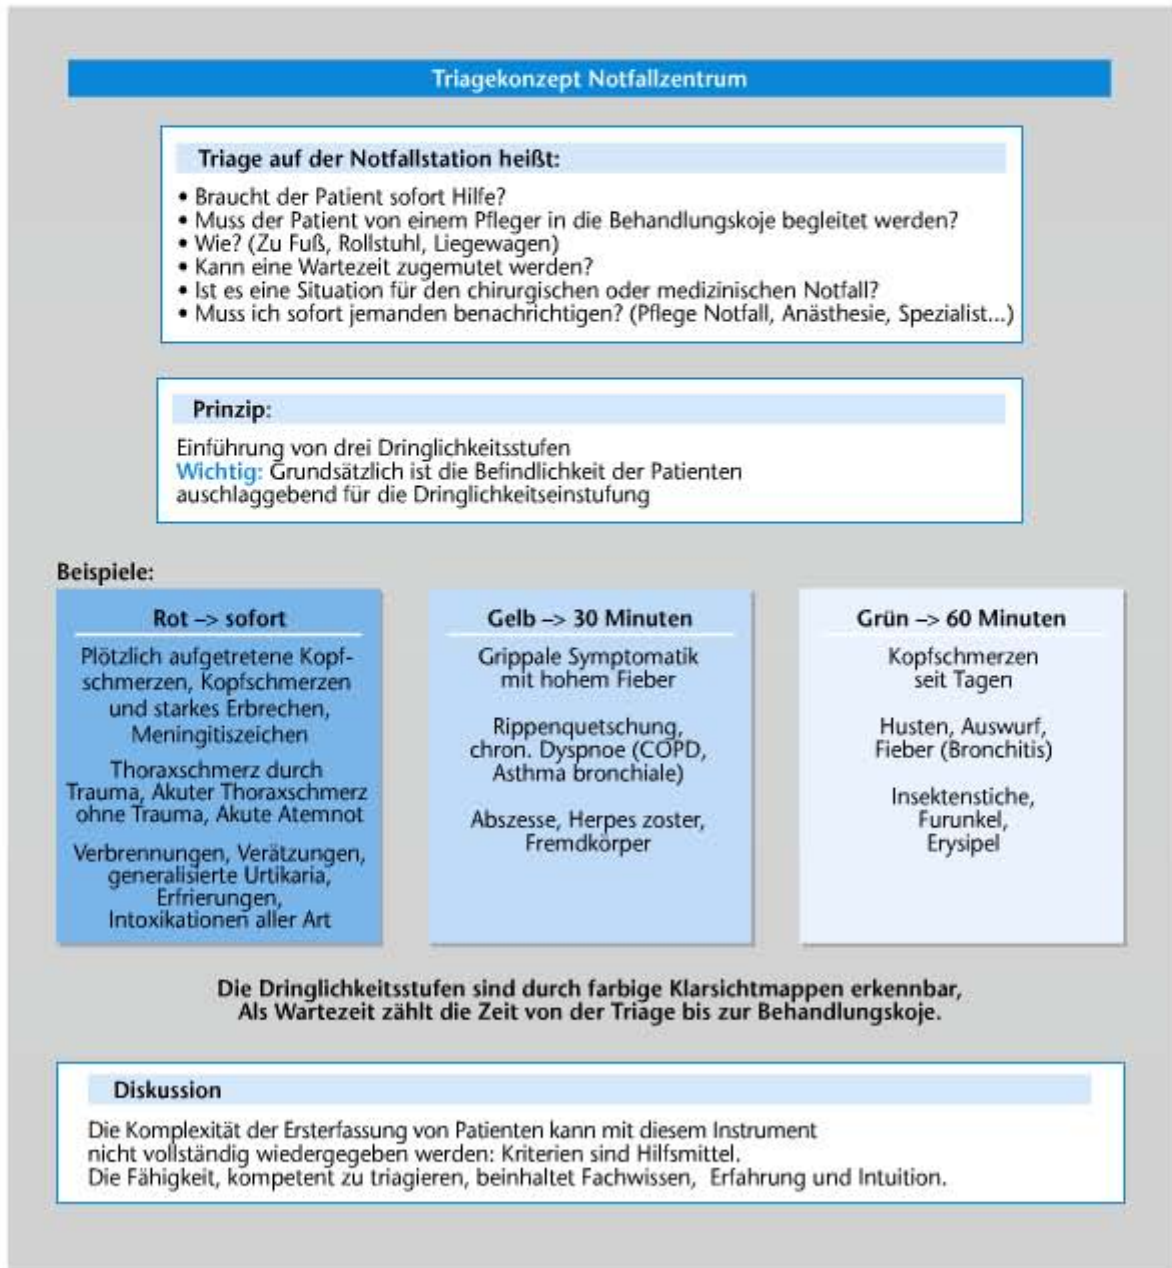 Triagekonzept Notfallzentrum
Triage auf der Notfallstation heißt:
• Braucht der Patient sofort Hilfe?
• Muss der Patient von einem Pfleger in die Behandlungskoje begleitet werden?
• Wie? (Zu Fuß, Rollstuhl, Liegewagen)
• Kann eine Wartezeit zugemutet werden?
• Ist es eine Situation für den chirurgischen oder medizinischen Notfall?
• Muss ich sofort jemanden benachrichtigen? (Pflege Notfall, Anästhesie, Spezialist...)
Prinzip:
Einführung von drei Dringlichkeitsstufen
Wichtig: Grundsätzlich ist die Befindlichkeit der Patienten
auschlaggebend für die Dringlichkeitseinstufung
Beispiele:
Rot –> sofort
Plötzlich aufgetretene Kopf-
schmerzen, Kopfschmerzen
und starkes Erbrechen,
Meningitiszeichen
Thoraxschmerz durch
Trauma, Akuter Thoraxschmerz
ohne Trauma, Akute Atemnot
Verbrennungen, Verätzungen,
generalisierte Urtikaria,
Erfrierungen,
Intoxikationen aller Art
Gelb –> 30 Minuten
Grippale Symptomatik
mit hohem Fieber
Rippenquetschung,
chron. Dyspnoe (COPD,
Asthma bronchiale)
Abszesse, Herpes zoster,
Fremdkörper
Grün –> 60 Minuten
Kopfschmerzen
seit Tagen
Husten, Auswurf,
Fieber (Bronchitis)
Insektenstiche,
Furunkel,
Erysipel
Die Dringlichkeitsstufen sind durch farbige Klarsichtmappen erkennbar,
Als Wartezeit zählt die Zeit von der Triage bis zur Behandlungskoje.
Diskussion
Die Komplexität der Ersterfassung von Patienten kann mit diesem Instrument
nicht vollständig wiedergegeben werden: Kriterien sind Hilfsmittel.
Die Fähigkeit, kompetent zu triagieren, beinhaltet Fachwissen, Erfahrung und Intuition.